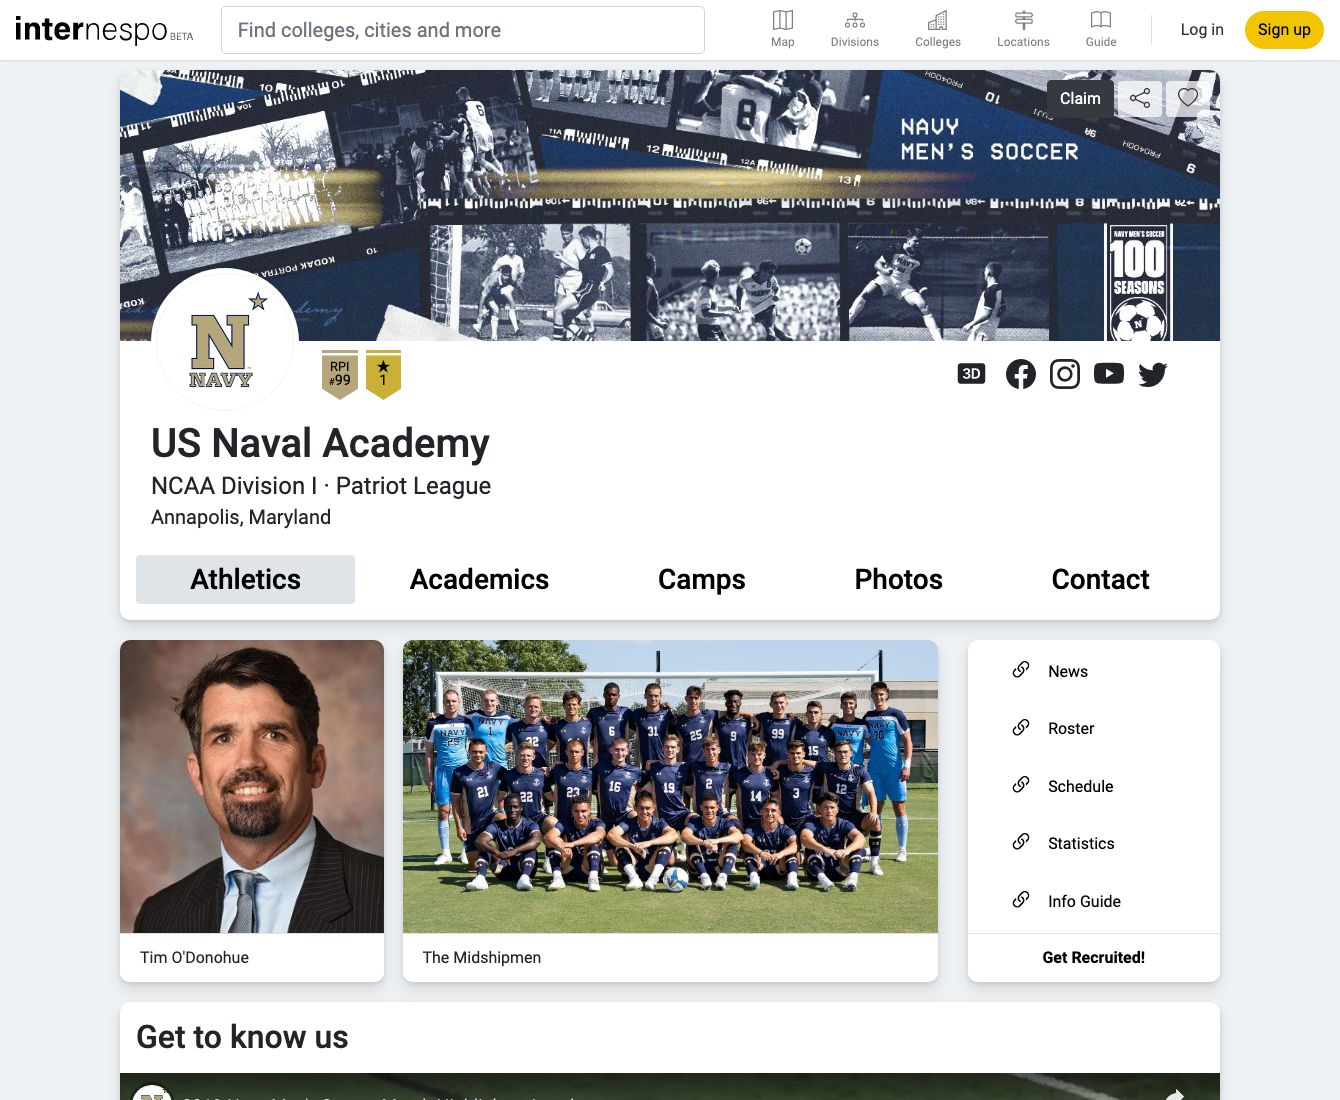 internespo BETA
Find colleges, cities and more
Map
Divisions
Colleges
Locations
Guide
Log in
Sign up
Claim
NAVY
MEN'S SOCCER
NAVY MEN'S SOCCER
100
SEASONS
N
NAVY
RPI
#99
1
3D
US Naval Academy
NCAA Division I · Patriot League
Annapolis, Maryland
Athletics
Academics
Camps
Photos
Contact
Tim O'Donohue
The Midshipmen
News
Roster
Schedule
Statistics
Info Guide
Get Recruited!
Get to know us